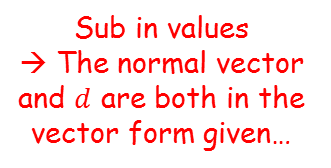 Sub in values
→ The normal vector
and 𝑑 are both in the
vector form given…